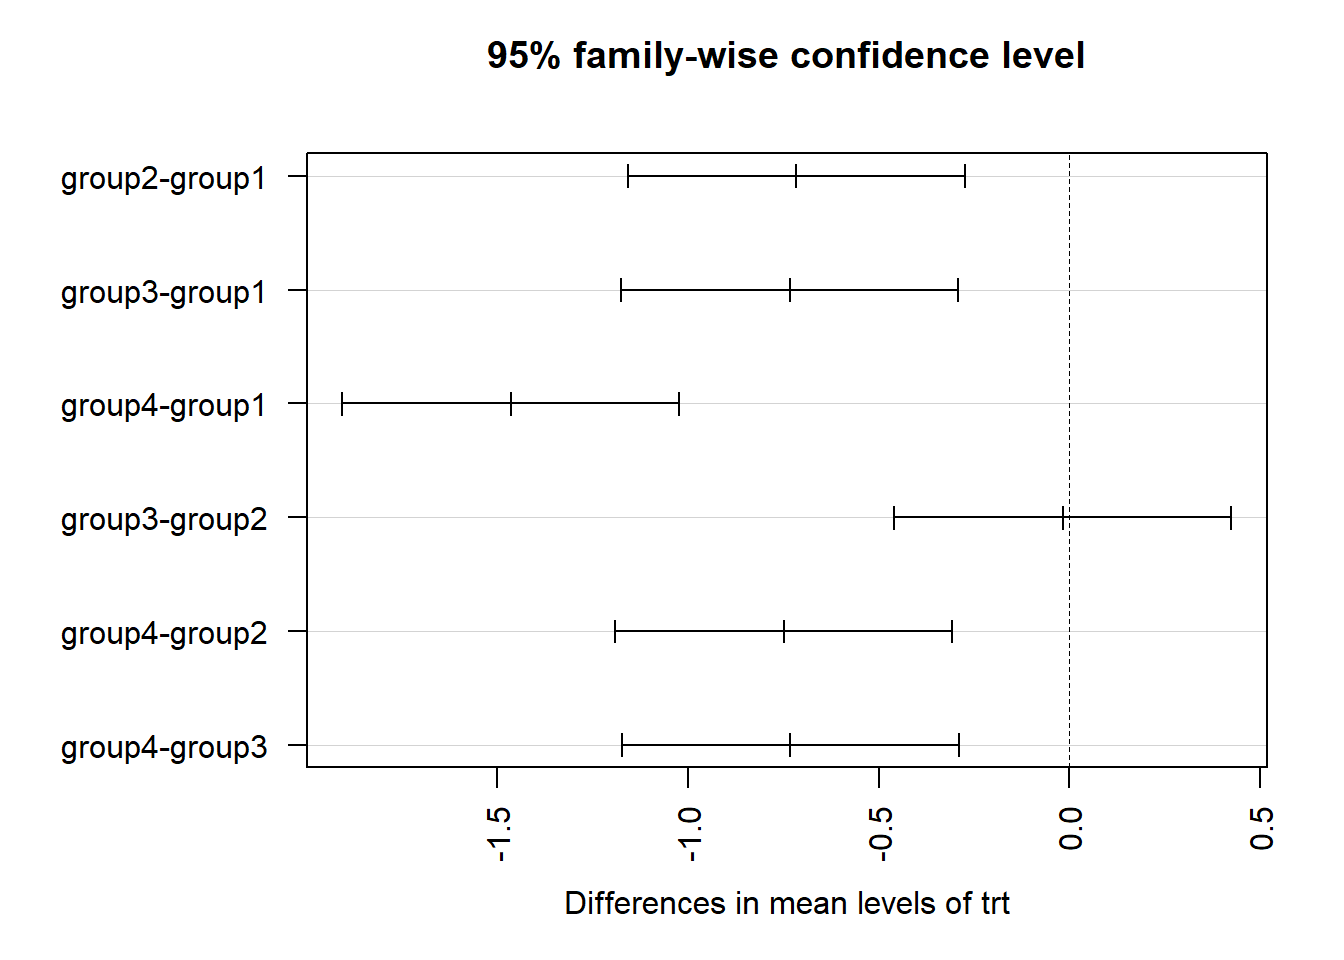 95% family-wise confidence level
group2-group1
group3-group1
group4-group1
group3-group2
group4-group2
group4-group3
-1.5
-1.0
-0.5
0.0
0.5
Differences in mean levels of trt